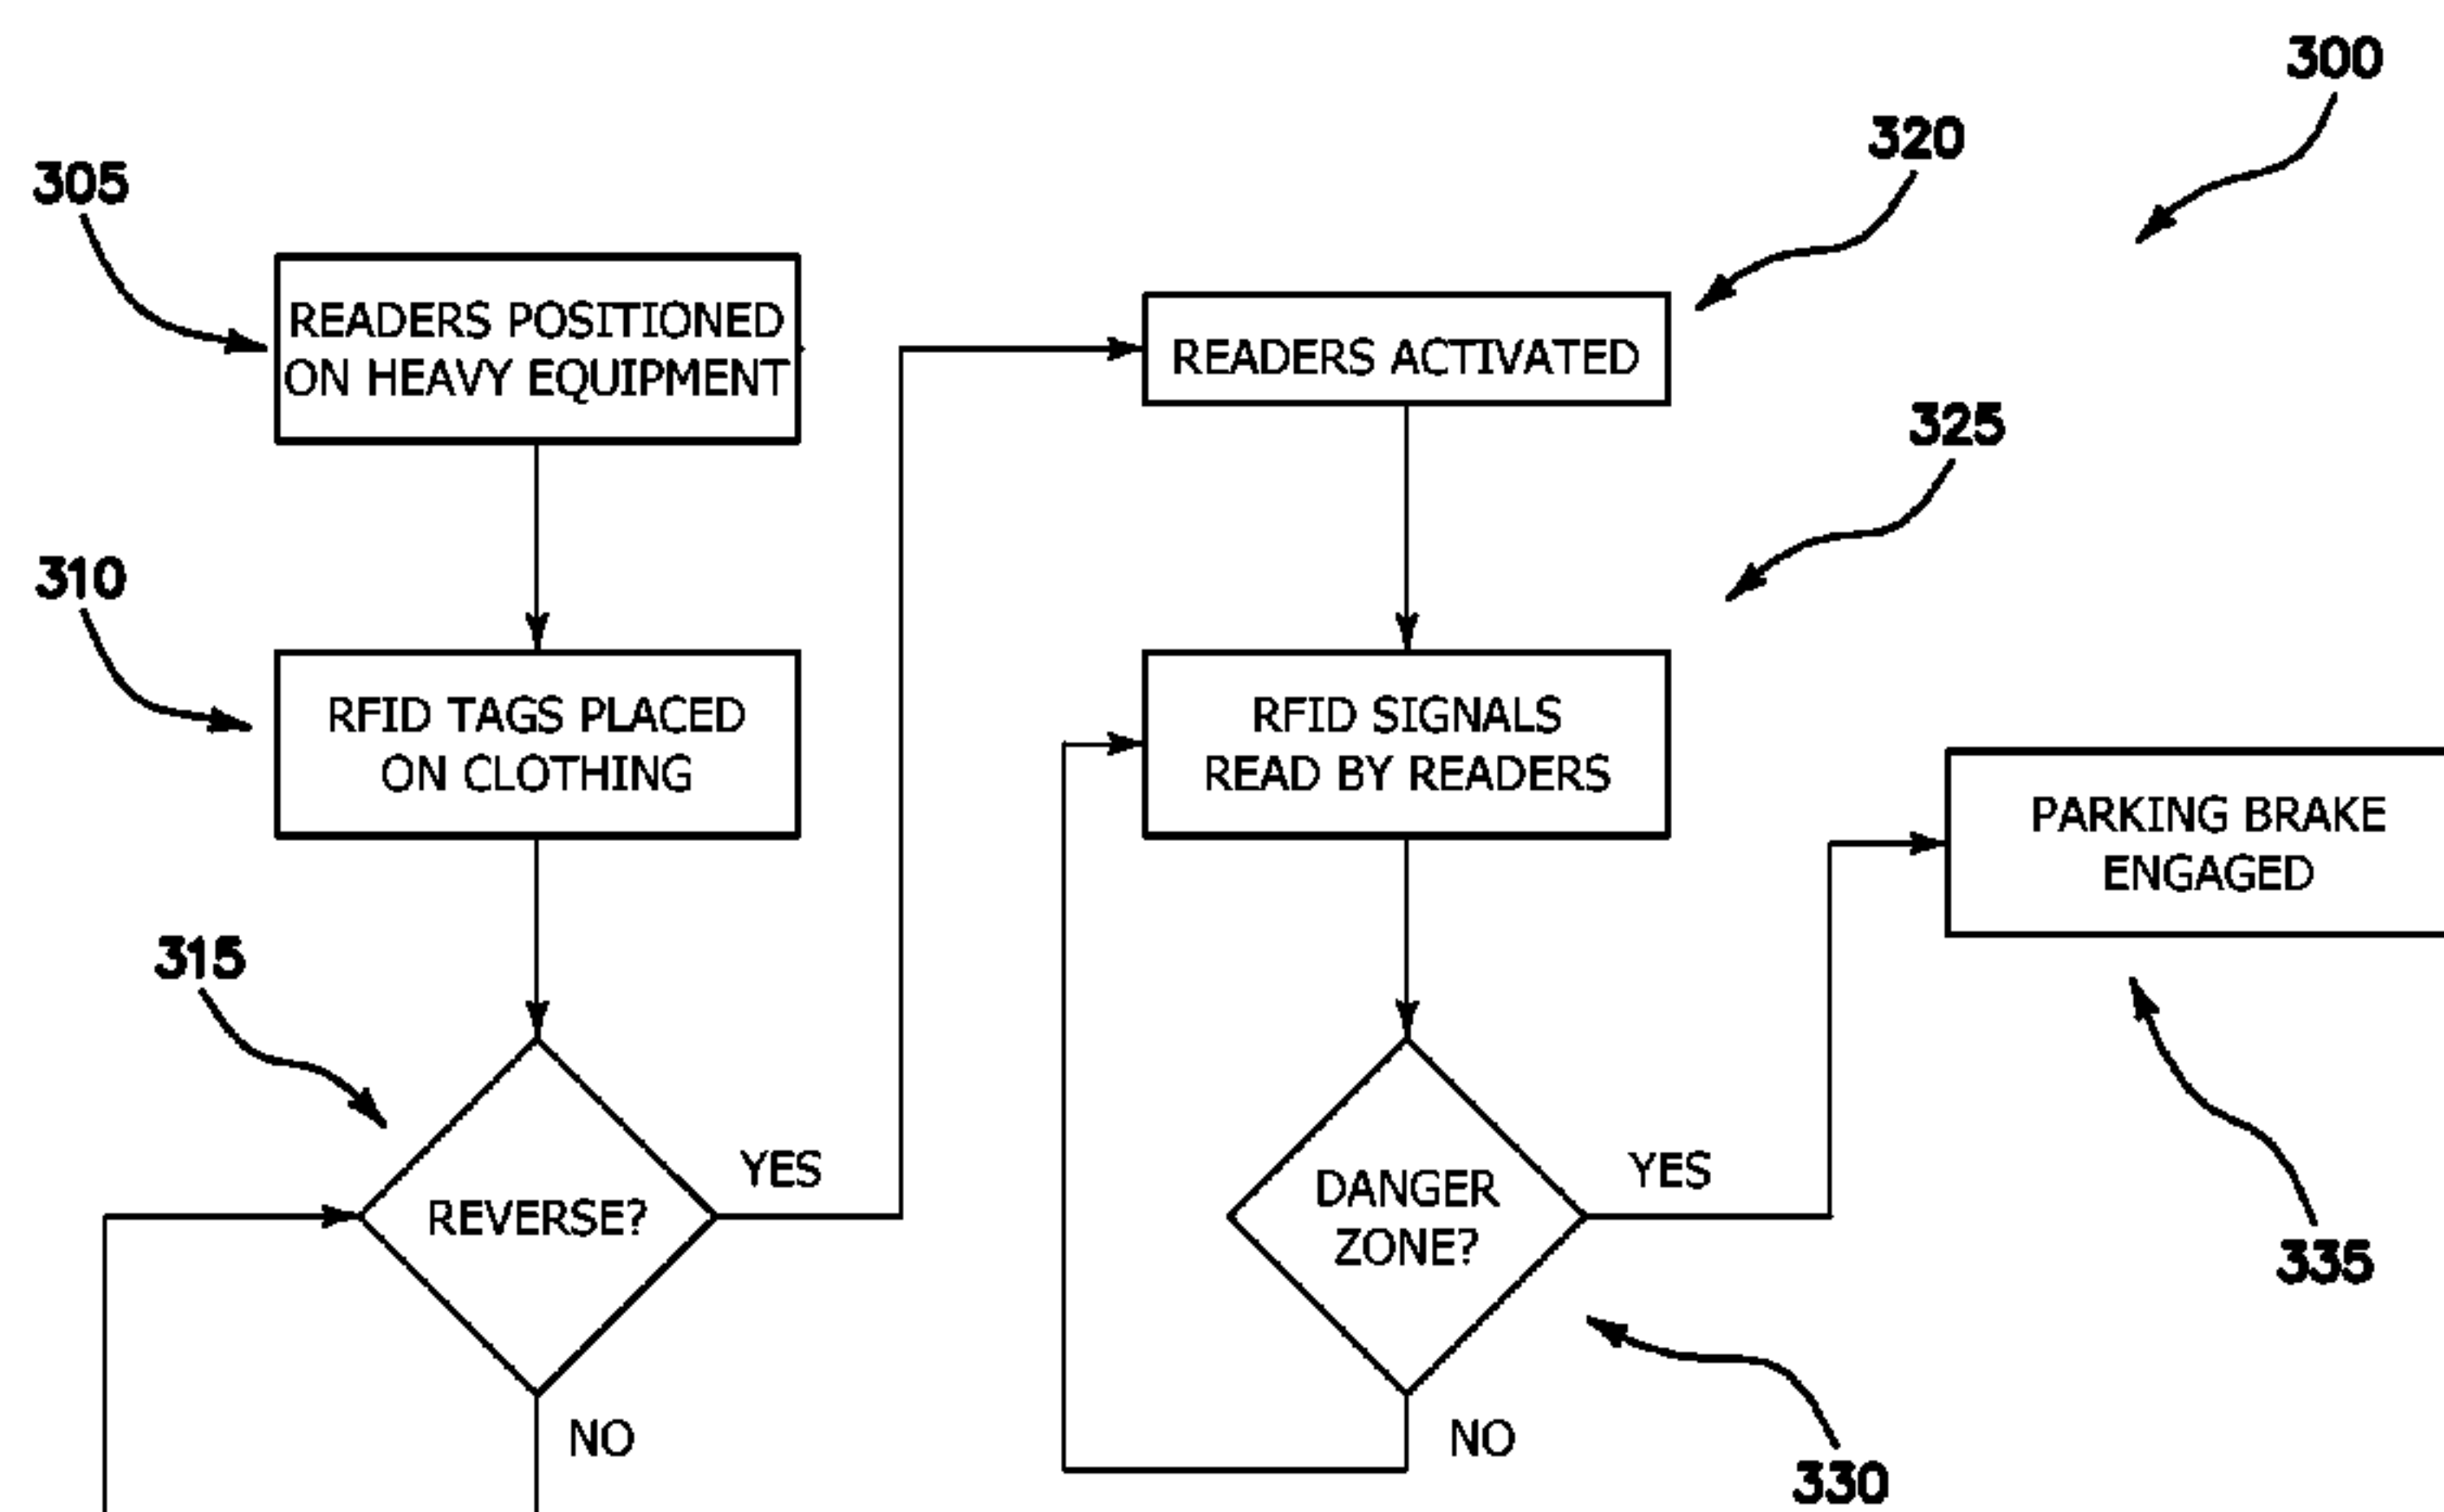 300
320
305
READERS POSITIONED
ON HEAVY EQUIPMENT
READERS ACTIVATED
325
310
RFID TAGS PLACED
ON CLOTHING
RFID SIGNALS
READ BY READERS
PARKING BRAKE
ENGAGED
315
REVERSE?
YES
NO
DANGER
ZONE?
YES
NO
335
330